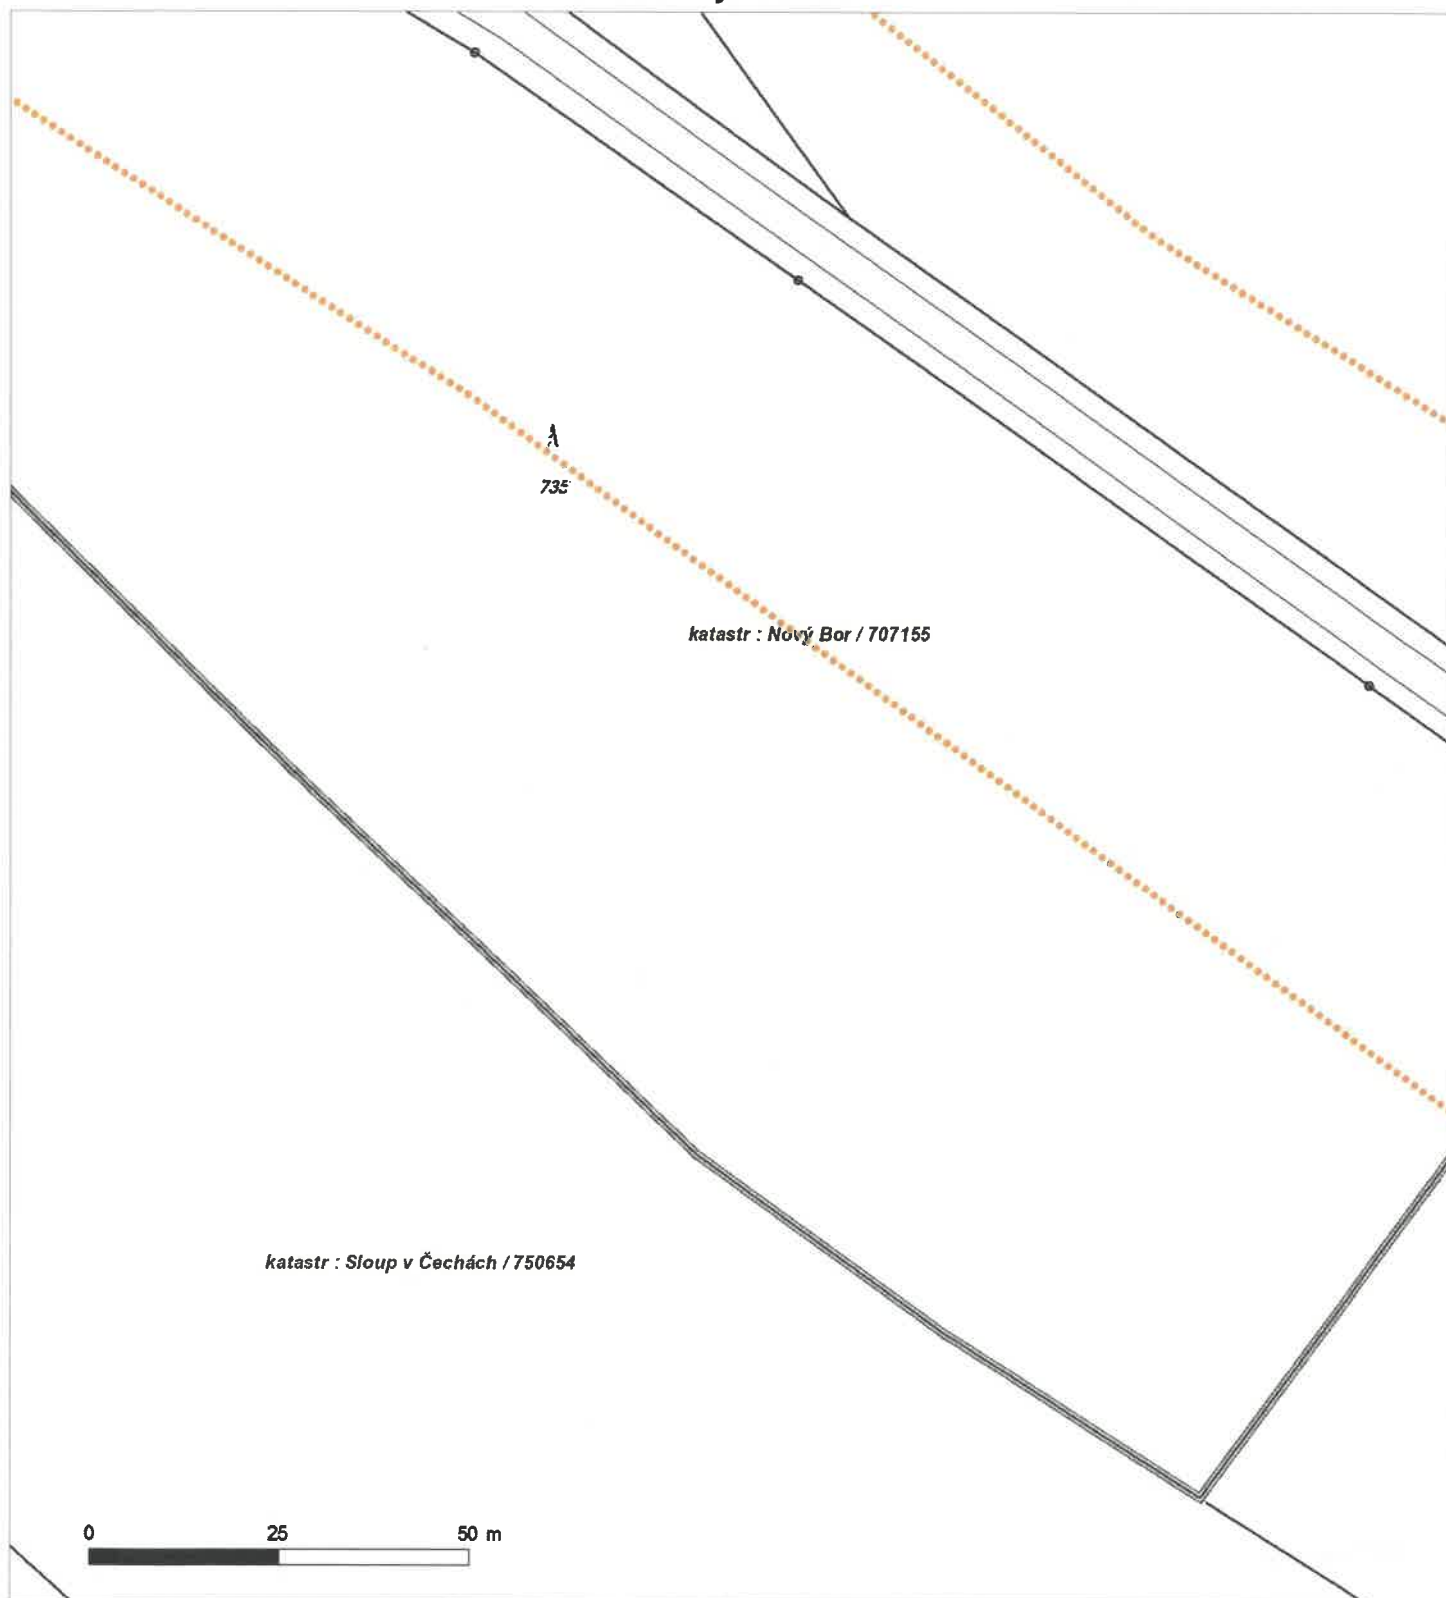 735
katastr : Nový Bor / 707155
katastr : Sloup v Čechách / 750654
0 25 50 m